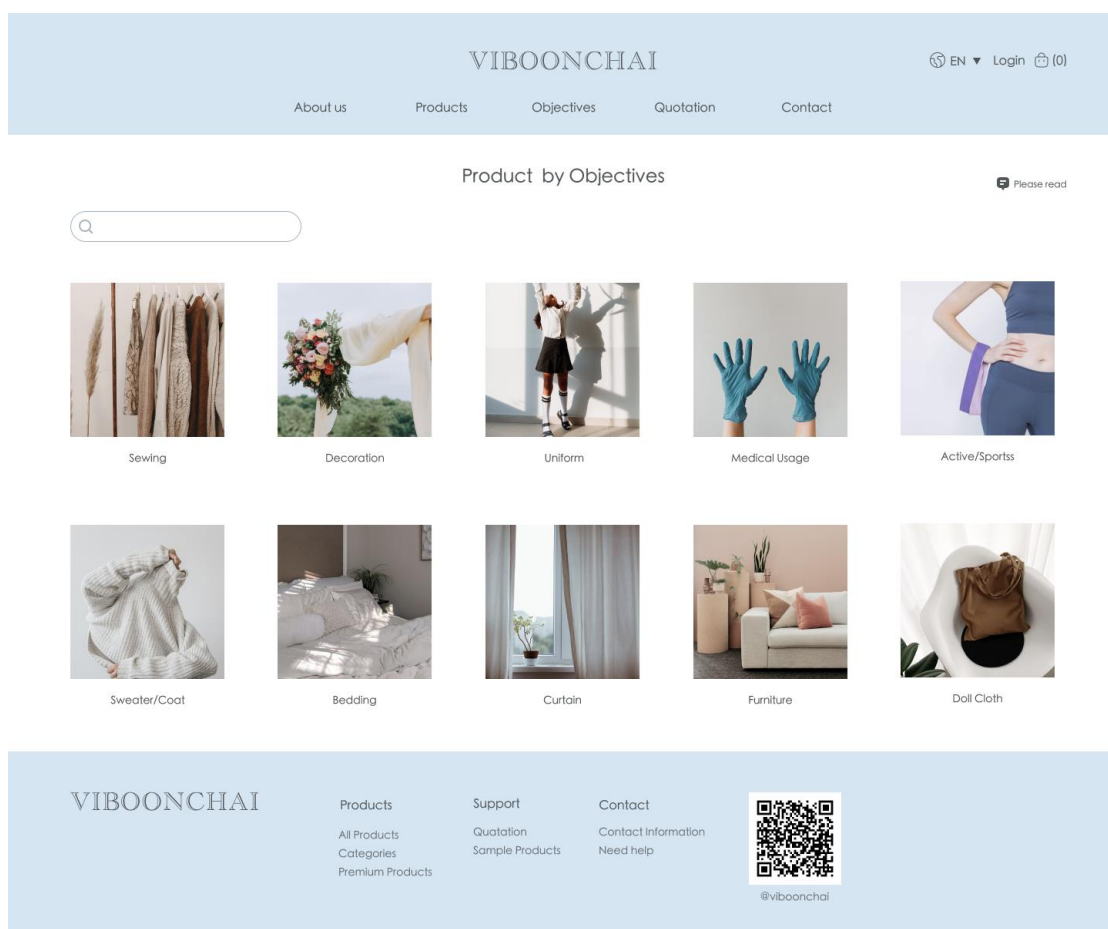 VIBOONCHAI
EN ▼ Login (0)
About us Products Objectives Quotation Contact
Product by Objectives
Please read
Sewing Decoration Uniform Medical Usage Active/Sportss
Sweater/Coat Bedding Curtain Furniture Doll Cloth
VIBOONCHAI
Products
All Products
Categories
Premium Products
Support
Quatation
Sample Products
Contact
Contact Information
Need help
@viboonchai